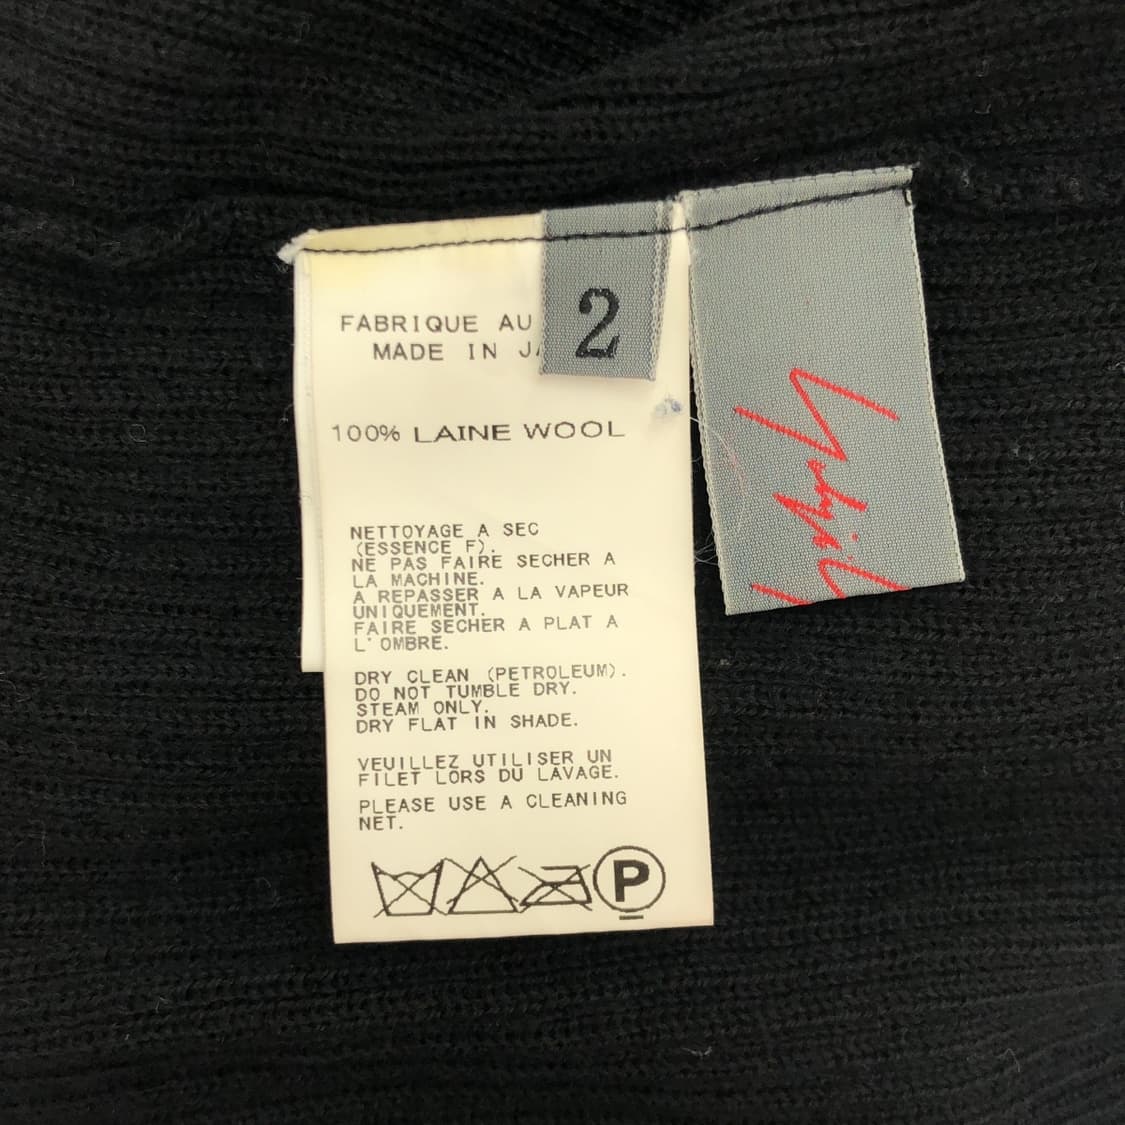 FABRIQUE AU
MADE IN JA
2
100% LAINE WOOL
NETTOYAGE A SEC
(ESSENCE F).
NE PAS FAIRE SECHER A
LA MACHINE.
A REPASSER A LA VAPEUR
UNIQUEMENT.
FAIRE SECHER A PLAT A
L'OMBRE.
DRY CLEAN (PETROLEUM).
DO NOT TUMBLE DRY.
STEAM ONLY.
DRY FLAT IN SHADE.
VEUILLEZ UTILISER UN
FILET LORS DU LAVAGE.
PLEASE USE A CLEANING
NET.
P